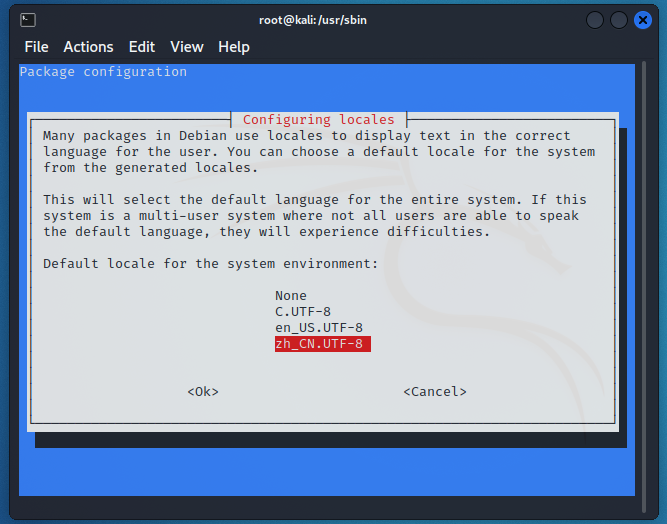 root@kali:/usr/sbin
File Actions Edit View Help
Package configuration
Configuring locales
Many packages in Debian use locales to display text in the correct
language for the user. You can choose a default locale for the system
from the generated locales.
This will select the default language for the entire system. If this
system is a multi-user system where not all users are able to speak
the default language, they will experience difficulties.
Default locale for the system environment:
None
C.UTF-8
en_US.UTF-8
zh_CN.UTF-8
<Ok> <Cancel>